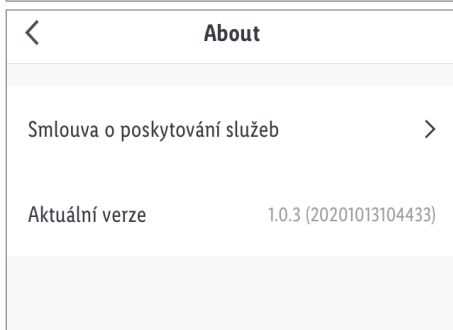 About
Smlouva o poskytování služeb
Aktuální verze 1.0.3 (20201013104433)